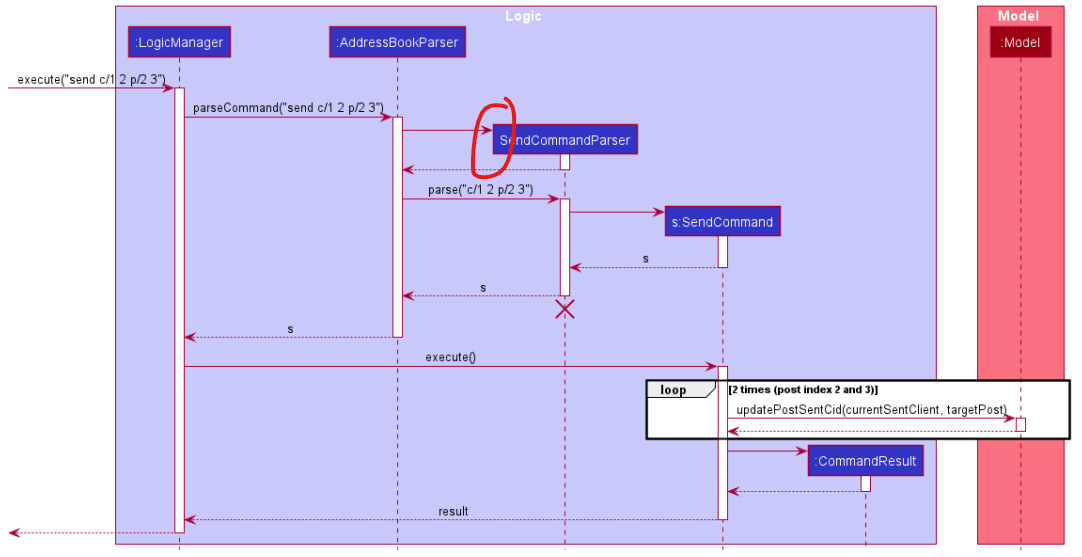 Logic
Model
:LogicManager
:AddressBookParser
:Model
execute("send c/1 2 p/2 3")
parseCommand("send c/1 2 p/2 3")
SendCommandParser
parse("c/1 2 p/2 3")
s:SendCommand
s
s
s
execute()
loop
[2 times (post index 2 and 3)]
updatePostSentCid(currentSentClient, targetPost)
:CommandResult
result